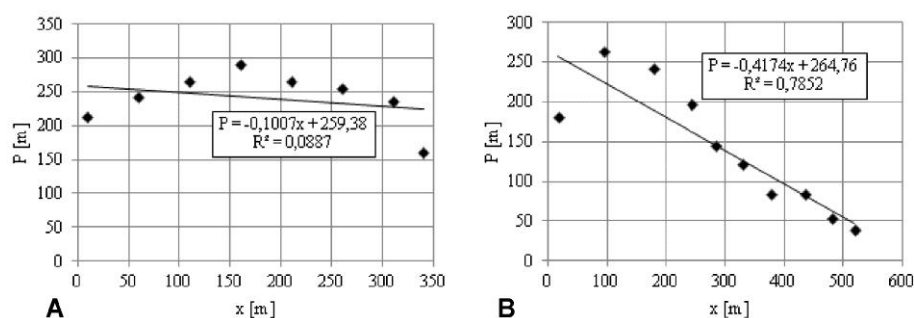 350
300
250
200
150
100
50
0
P [m]
P = -0,1007x + 259,38
R² = 0,0887
0 50 100 150 200 250 300 350
x [m]
A
300
250
200
150
100
50
0
P [m]
P = -0,4174x + 264,76
R² = 0,7852
0 100 200 300 400 500 600
x [m]
B